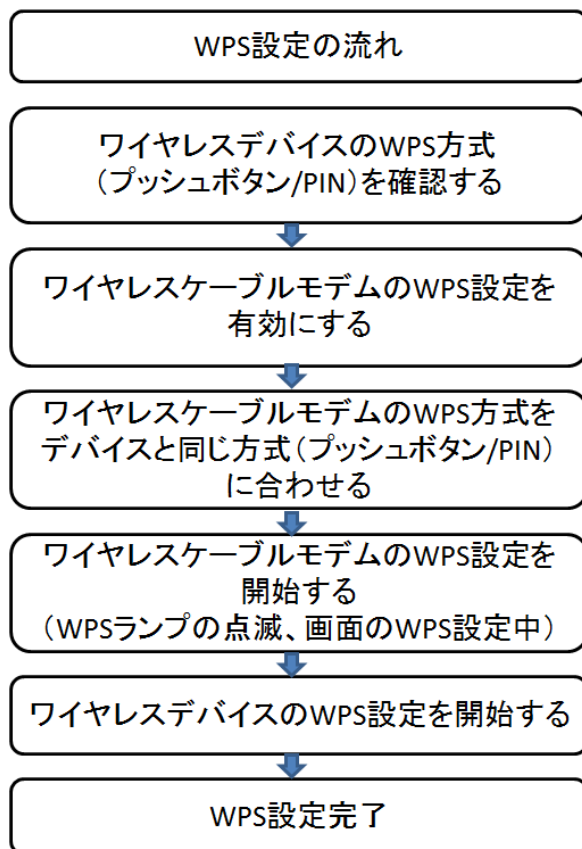 WPS設定の流れ
ワイヤレスデバイスのWPS方式
（プッシュボタン/PIN）を確認する
ワイヤレスケーブルモデムのWPS設定を
有効にする
ワイヤレスケーブルモデムのWPS方式を
デバイスと同じ方式（プッシュボタン/PIN）
に合わせる
ワイヤレスケーブルモデムのWPS設定を
開始する
（WPSランプの点滅、画面のWPS設定中）
ワイヤレスデバイスのWPS設定を開始する
WPS設定完了